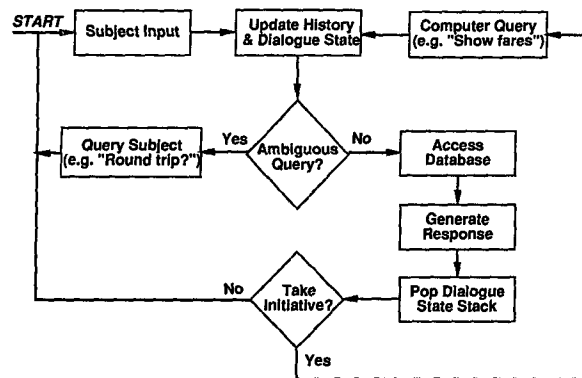 START
Subject Input
Update History
& Dialogue State
Computer Query
(e.g. "Show fares")
Query Subject
(e.g. "Round trip?")
Yes
Ambiguous
Query?
No
Access
Database
Generate
Response
No
Take
Initiative?
Pop Dialogue
State Stack
Yes